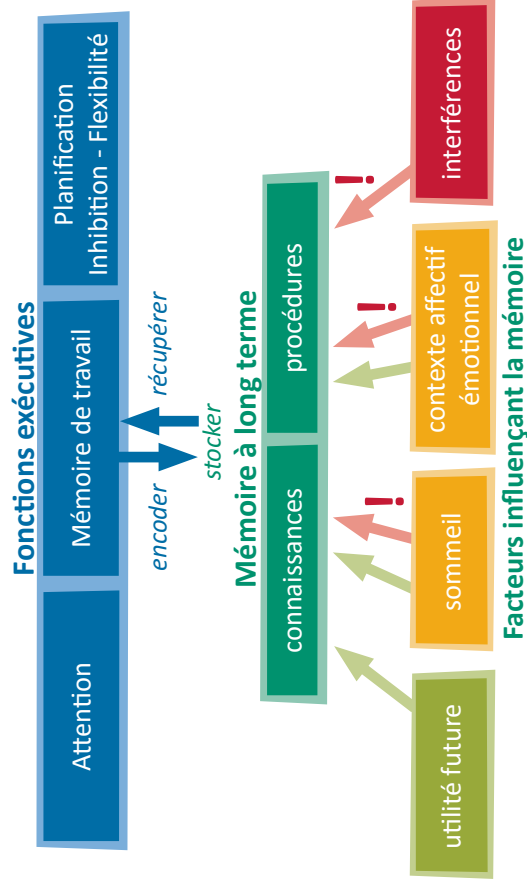 Fonctions exécutives
Attention
Mémoire de travail
Planification
Inhibition - Flexibilité
encoder
récupérer
stocker
Mémoire à long terme
connaissances
procédures
!
!
!
utilité future
sommeil
contexte affectif
émotionnel
interférences
Facteurs influençant la mémoire